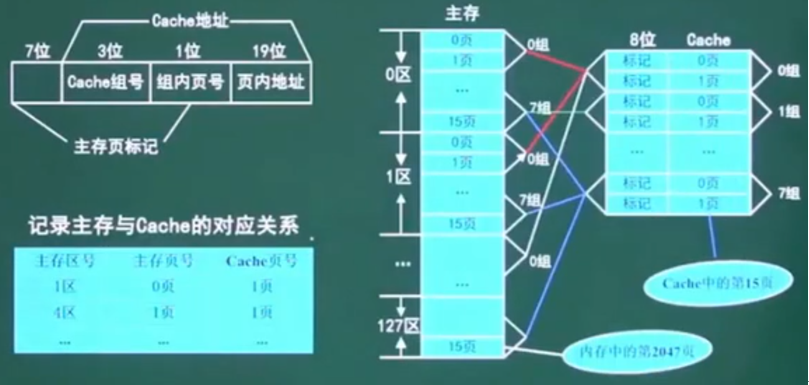 Cache地址
7位 3位 1位 19位
Cache组号 组内页号 页内地址
主存页标记
记录主存与Cache的对应关系
主存区号 主存页号 Cache页号
1区 0页 1页
4区 1页 1页
... ... ...
主存
0区
0页
1页
...
15页
0组
7组
1区
0页
1页
...
15页
0组
7组
...
...
...
0组
127区
15页
内存中的第2047页
8位 Cache
标记 0页
标记 1页
标记 0页
标记 1页
... ...
标记 0页
标记 1页
0组
1组
7组
Cache中的第15页